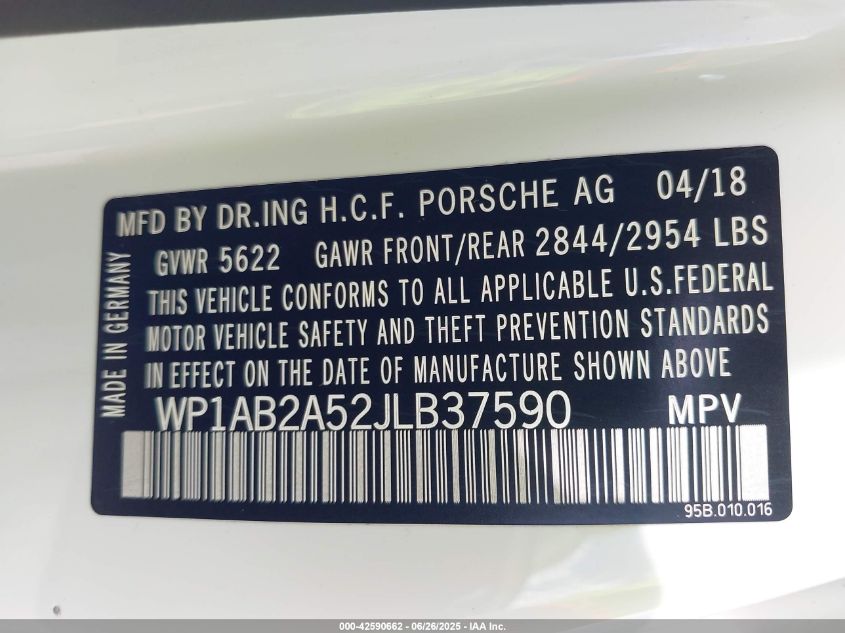 MFD BY DR.ING H.C.F. PORSCHE AG 04/18
GVWR 5622 GAWR FRONT/REAR 2844/2954 LBS
THIS VEHICLE CONFORMS TO ALL APPLICABLE U.S.FEDERAL
MOTOR VEHICLE SAFETY AND THEFT PREVENTION STANDARDS
IN EFFECT ON THE DATE OF MANUFACTURE SHOWN ABOVE
MADE IN GERMANY
WP1AB2A52JLB37590 MPV
95B.010.016
000-42590662 - 06/26/2025 - IAA Inc.